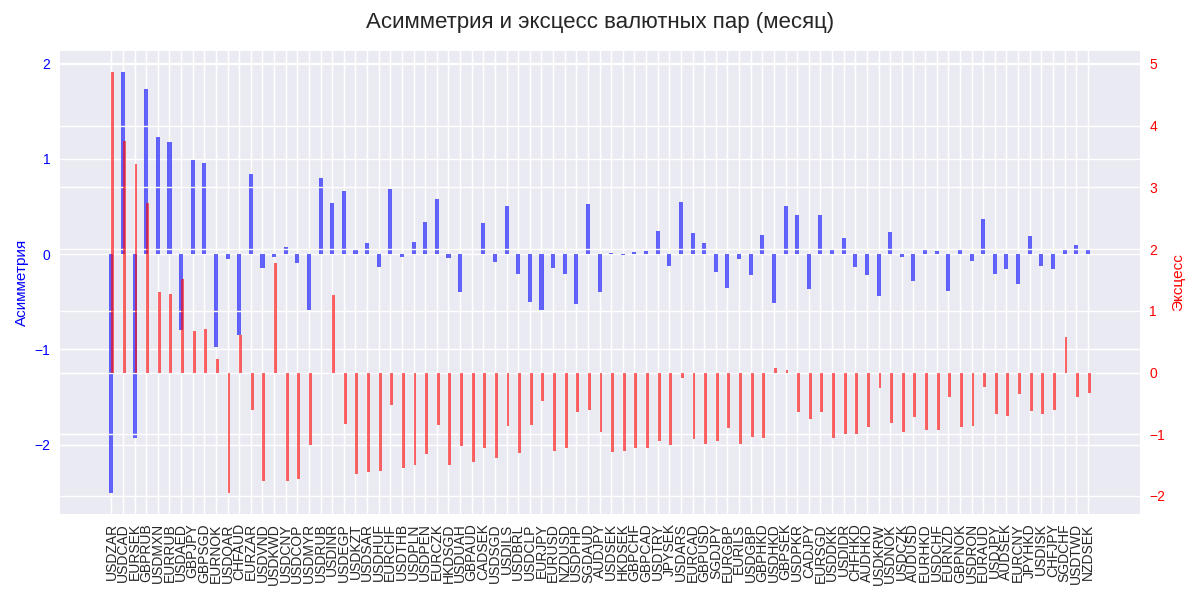 Асимметрия и эксцесс валютных пар (месяц)
2
1
0
−1
−2
Асимметрия
5
4
3
2
1
0
−1
−2
Эксцесс
USDZAR
USDCAD
EURSEK
GBPRUB
USDMXN
EURRUB
USDAED
GBPJPY
GBPSGD
EURNOK
USDQAR
CHFAUD
EURZAR
USDVND
USDKWD
USDCNY
USDCOP
USDMYR
USDRUB
USDINR
USDEGP
USDKZT
USDSAR
USDHUF
EURCHF
USDTHB
USDPLN
USDPEN
EURCZK
HKDSGD
USDUAH
GBPAUD
CADSEK
USDSGD
USDILS
USDBRL
USDCLP
EURJPY
EURUSD
NZDUSD
USDPHP
SGDAUD
AUDJPY
USDSEK
HKDSEK
GBPCHF
GBPCAD
USDTRY
JPYSEK
USDARS
EURCAD
GBPUSD
SGDJPY
EURGBP
EURILS
USDGBP
GBPHKD
USDHKD
GBPSEK
USDPKR
CADJPY
EURSGD
USDDKK
USDIDR
CHFHKD
AUDHKD
USDKRW
USDNOK
USDCZK
AUDUSD
EURHKD
USDCHF
EURNZD
GBPNOK
USDRON
EURAUD
USDJPY
AUDSEK
EURCNY
JPYHKD
USDISK
CHFJPY
SGDCHF
USDTWD
NZDSEK